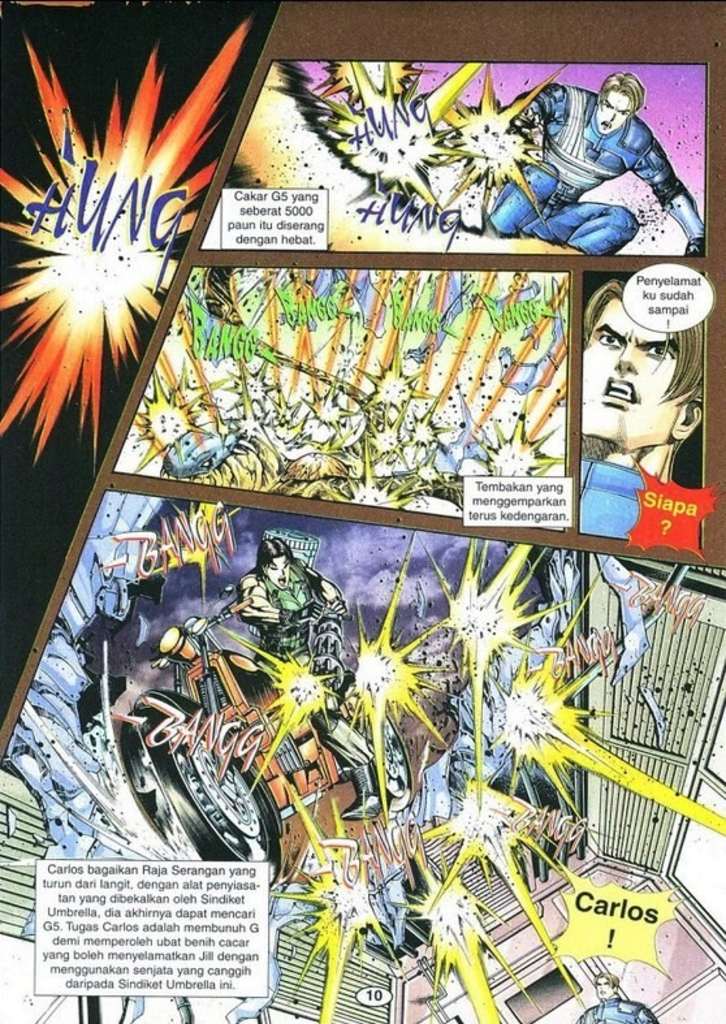 HUNG
HUNG
HUNG
Cakar G5 yang
seberat 5000
paun itu diserang
dengan hebat.
BANGG
BANGG
BANGG
BANGG
Penyelamat
ku sudah
sampai
!
Tembakan yang
menggemparkan
terus kedengaran.
Siapa
?
BANGG
BANGG
BANGG
BANGG
BANGG
BANGG
Carlos bagaikan Raja Serangan yang
turun dari langit, dengan alat penyiasa-
tan yang dibekalkan oleh Sindiket
Umbrella, dia akhirnya dapat mencari
G5. Tugas Carlos adalah membunuh G
demi memperoleh ubat benih cacar
yang boleh menyelamatkan Jill dengan
menggunakan senjata yang canggih
daripada Sindiket Umbrella ini.
Carlos
!
10